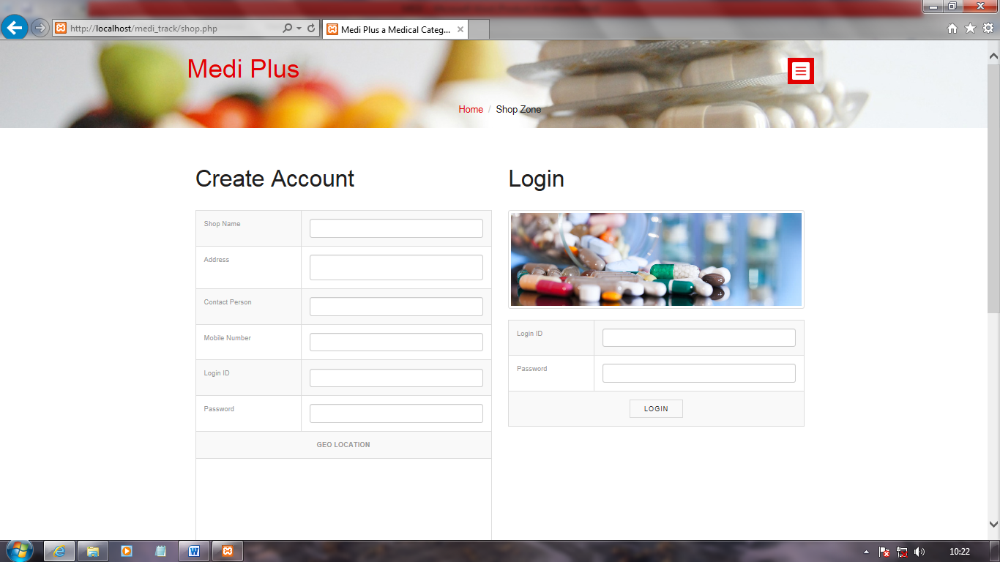 http://localhost/medi_track/shop.php
Medi Plus a Medical Categ...
Medi Plus
Home / Shop Zone
Create Account
Shop Name
Address
Contact Person
Mobile Number
Login ID
Password
GEO LOCATION
Login
Login ID
Password
LOGIN
10:22